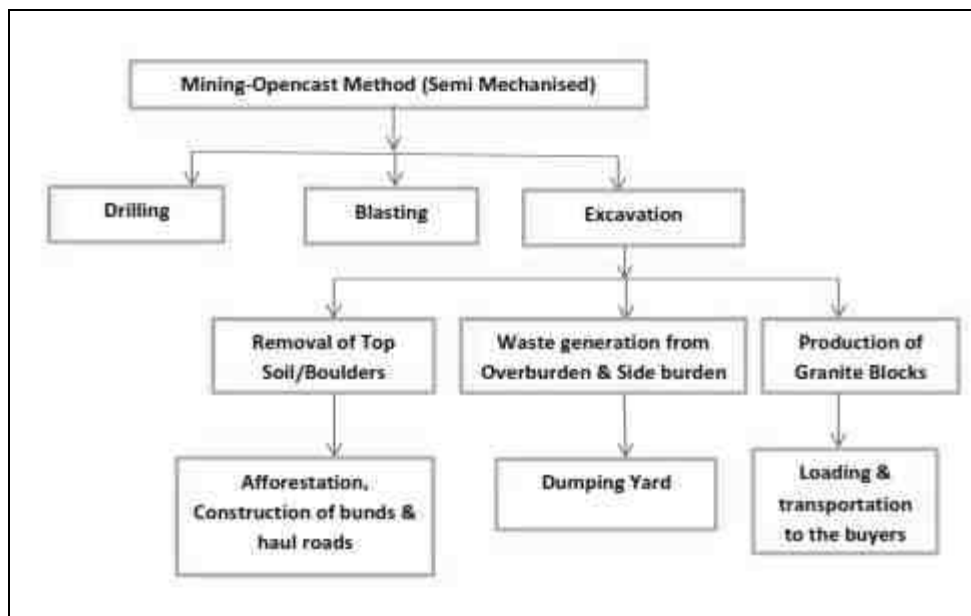 Mining-Opencast Method (Semi Mechanised)
Drilling
Blasting
Excavation
Removal of Top
Soil/Boulders
Waste generation from
Overburden & Side burden
Production of
Granite Blocks
Afforestation,
Construction of bunds &
haul roads
Dumping Yard
Loading &
transportation
to the buyers